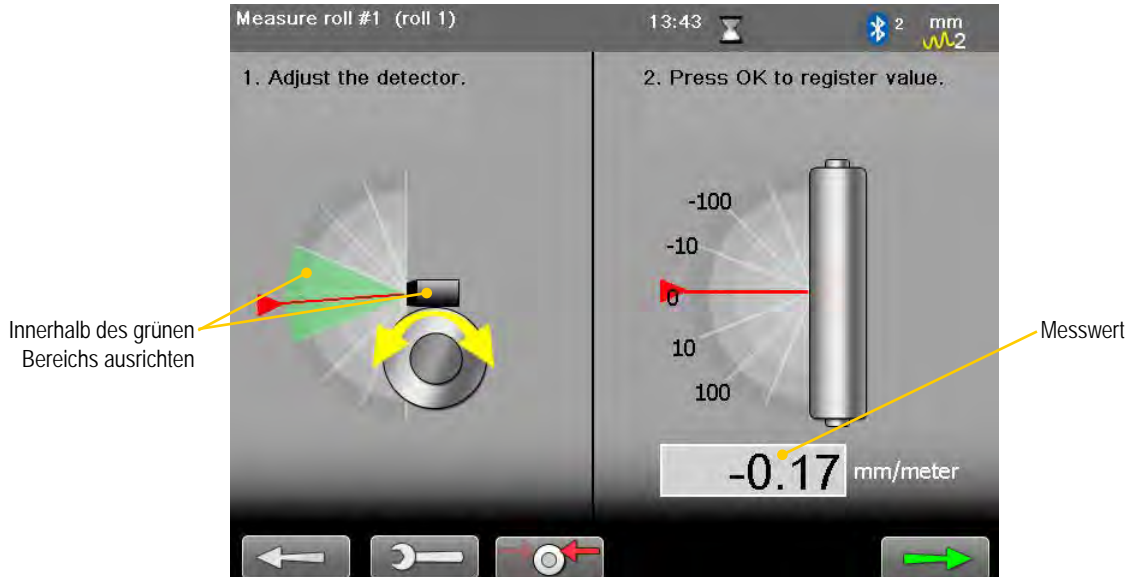 Measure roll #1 (roll 1)
13:43
2
mm
2
1. Adjust the detector.
2. Press OK to register value.
-100
-10
0
10
100
Innerhalb des grünen
Bereichs ausrichten
Messwert
-0.17 mm/meter